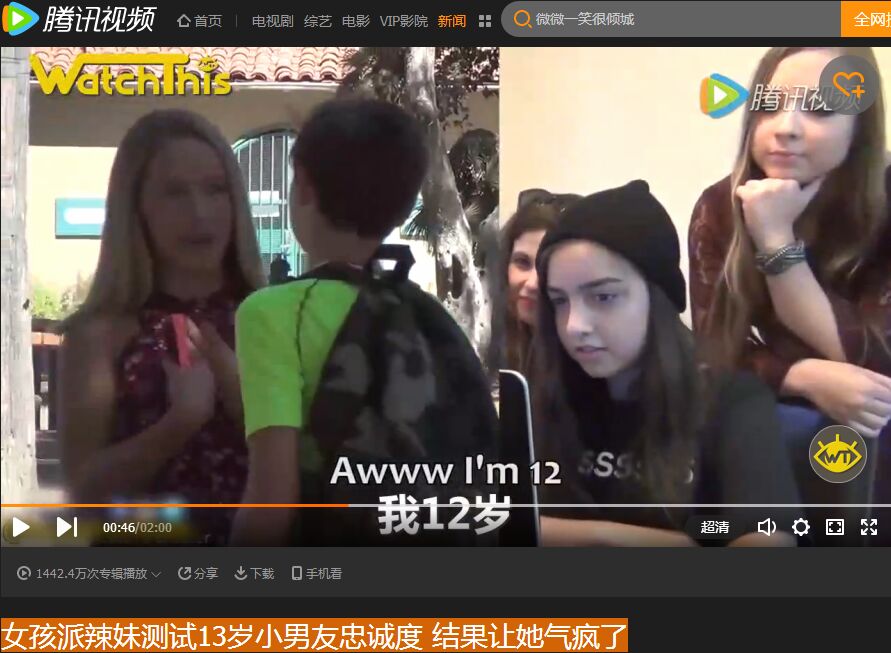 腾讯视频 首页 电视剧 综艺 电影 VIP影院 新闻 微微一笑很倾城 全网搜
WatchThis
腾讯视频
SSSSSS
WT
Awww I'm 12
我12岁
00:46/02:00 超清
1442.4万次专辑播放 分享 下载 手机看
女孩派辣妹测试13岁小男友忠诚度 结果让她气疯了